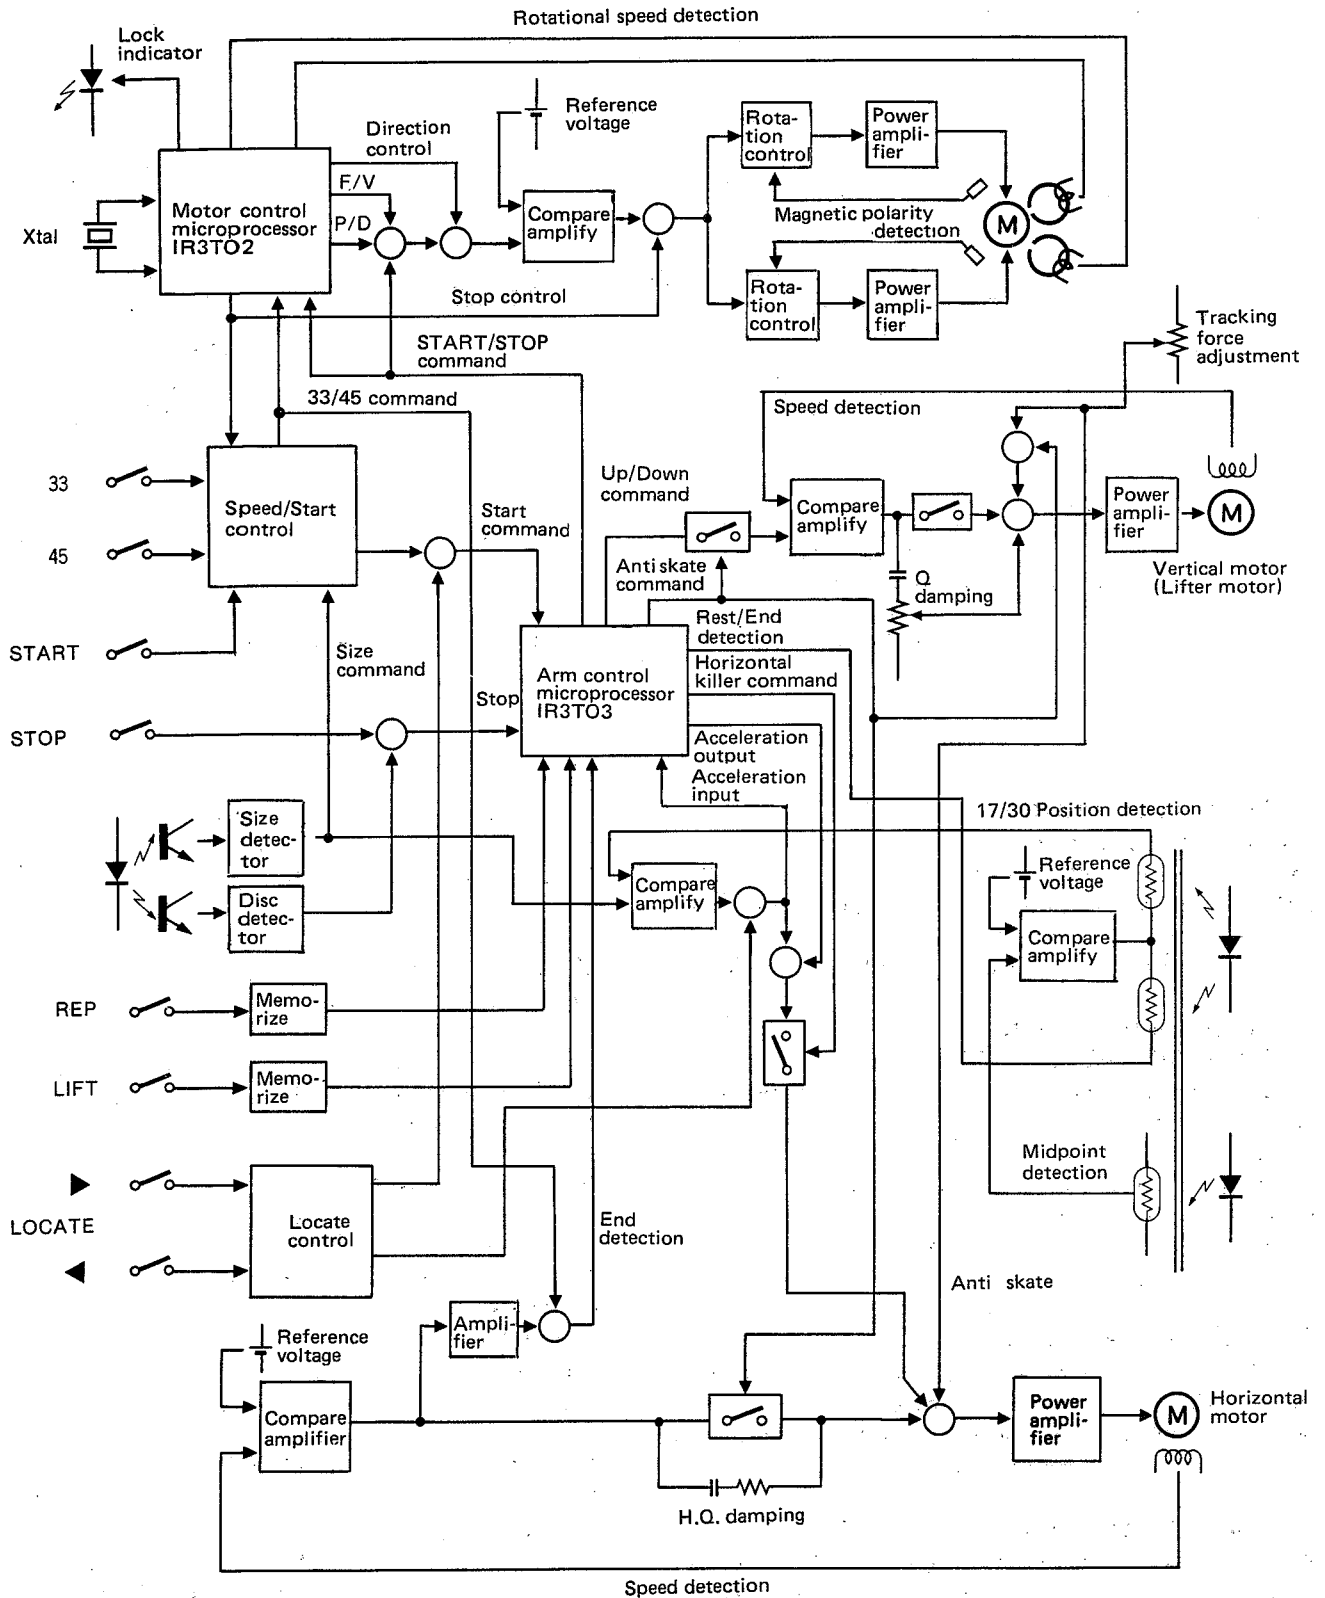 Rotational speed detection
Lock
indicator
Reference
voltage
Direction
control
F/V
P/D
Xtal
Motor control
microprocessor
IR3TO2
Compare
amplify
Rota-
tion
control
Power
ampli-
fier
Magnetic polarity
detection
M
Rota-
tion
control
Power
ampli-
fier
Stop control
START/STOP
command
33/45 command
Tracking
force
adjustment
Speed detection
33
45
Speed/Start
control
Start
command
Up/Down
command
Anti skate
command
Compare
amplify
Q
damping
Power
ampli-
fier
M
Vertical motor
(Lifter motor)
START
Size
command
STOP
Stop
Arm control
microprocessor
IR3TO3
Rest/End
detection
Horizontal
killer command
Acceleration
output
Acceleration
input
17/30 Position detection
Size
detec-
tor
Disc
detec-
tor
Compare
amplify
Reference
voltage
Compare
amplify
REP
Memo-
rize
LIFT
Memo-
rize
Midpoint
detection
LOCATE
Locate
control
End
detection
Anti skate
Ampli-
fier
Reference
voltage
Compare
amplifier
Power
ampli-
fier
M
Horizontal
motor
H.Q. damping
Speed detection